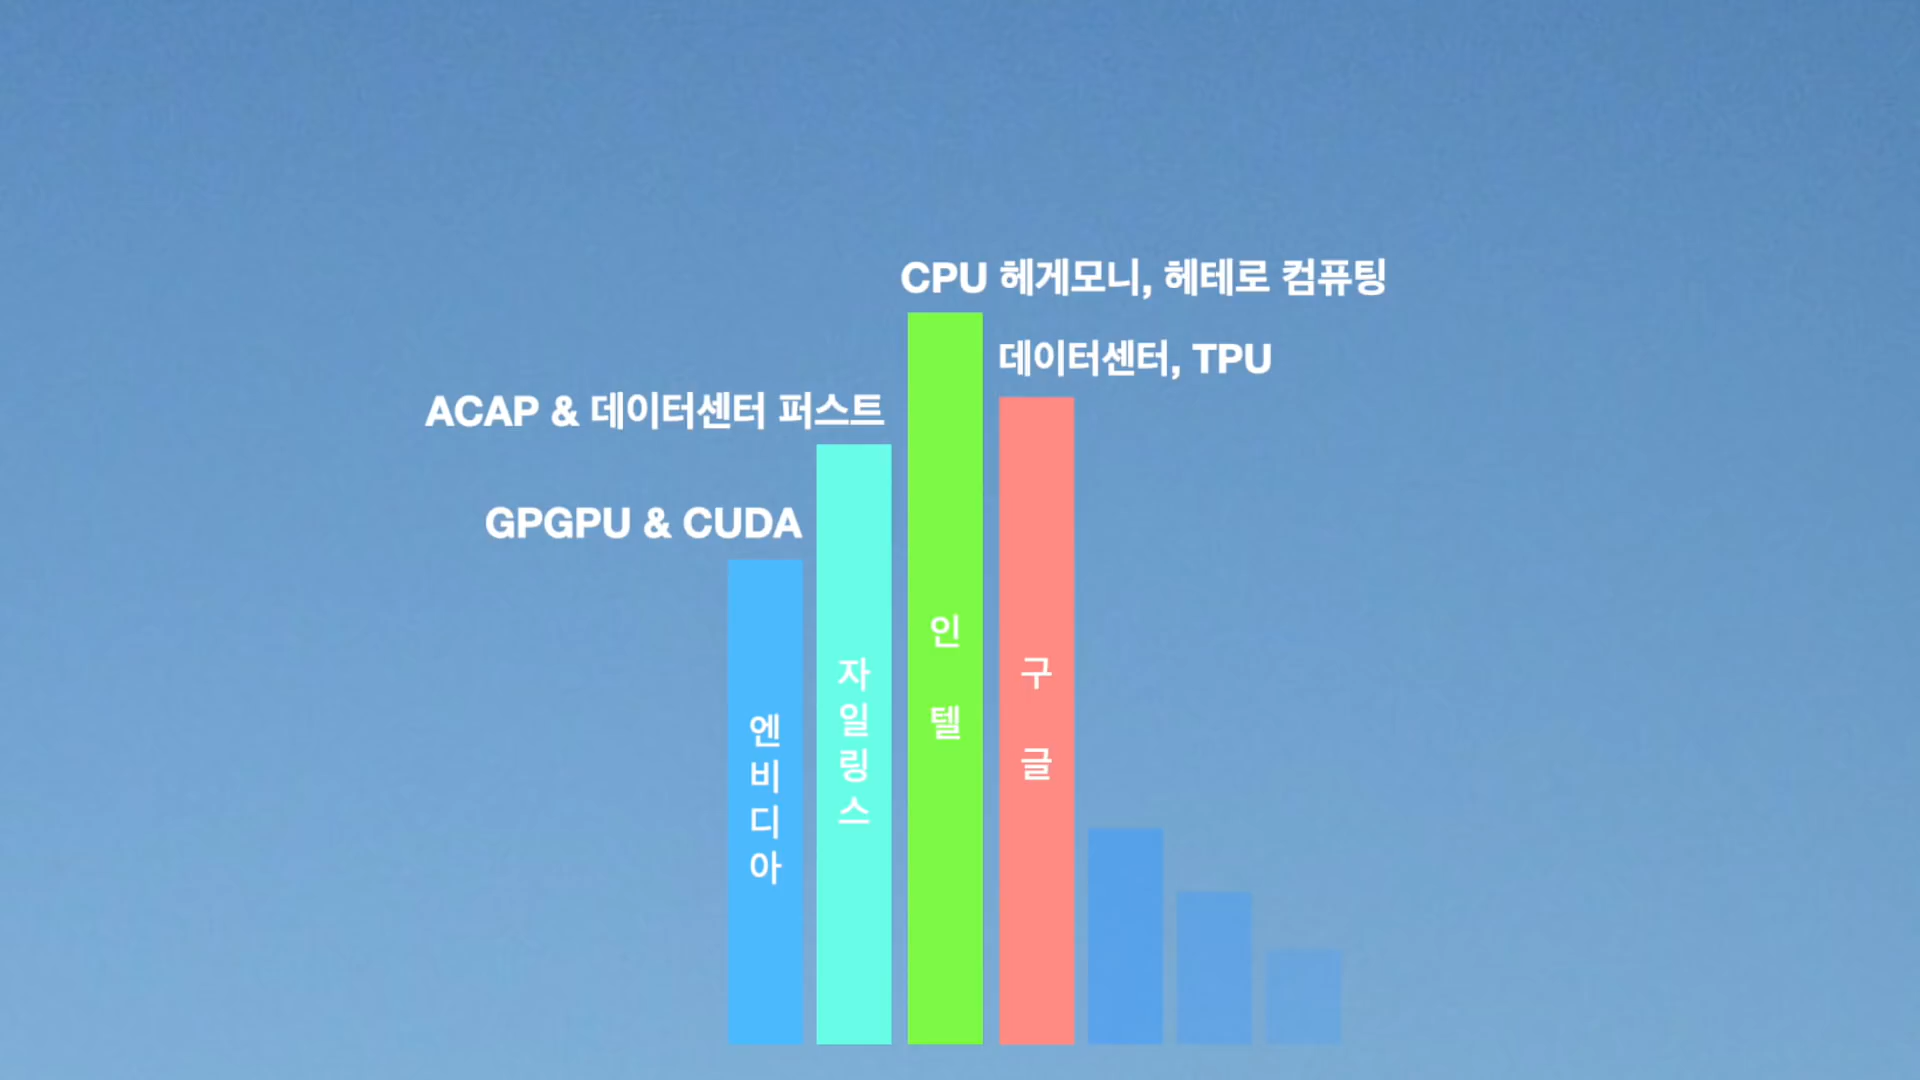 CPU 헤게모니, 헤테로 컴퓨팅
데이터센터, TPU
ACAP & 데이터센터 퍼스트
GPGPU & CUDA
엔비디아
자일링스
인텔
구글